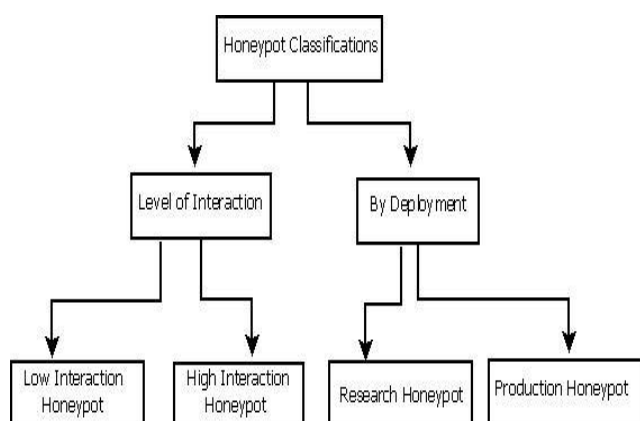 Honeypot Classifications
Level of Interaction
By Deployment
Low Interaction
Honeypot
High Interaction
Honeypot
Research Honeypot
Production Honeypot